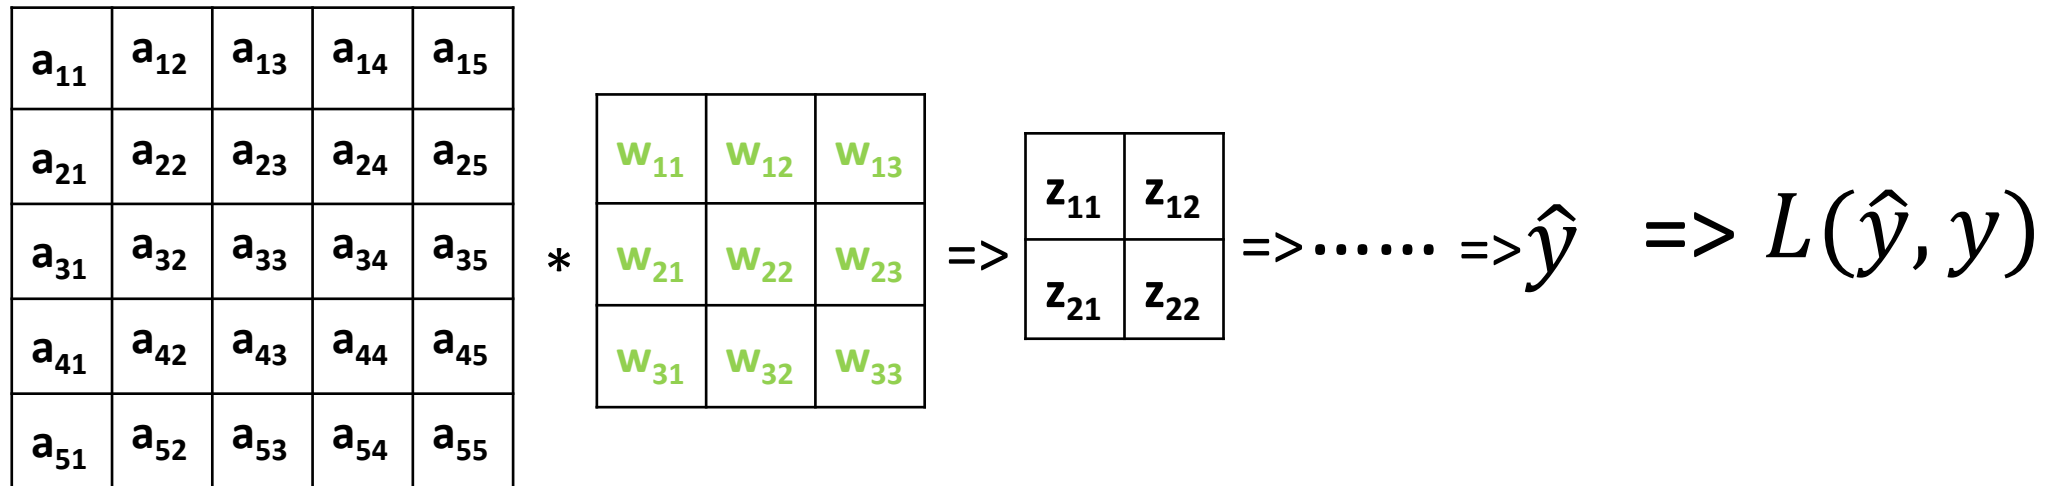 a₁₁ a₁₂ a₁₃ a₁₄ a₁₅
a₂₁ a₂₂ a₂₃ a₂₄ a₂₅
a₃₁ a₃₂ a₃₃ a₃₄ a₃₅
a₄₁ a₄₂ a₄₃ a₄₄ a₄₅
a₅₁ a₅₂ a₅₃ a₅₄ a₅₅
*
w₁₁ w₁₂ w₁₃
w₂₁ w₂₂ w₂₃
w₃₁ w₃₂ w₃₃
=>
z₁₁ z₁₂
z₂₁ z₂₂
=>...... =>ŷ => L(ŷ, y)